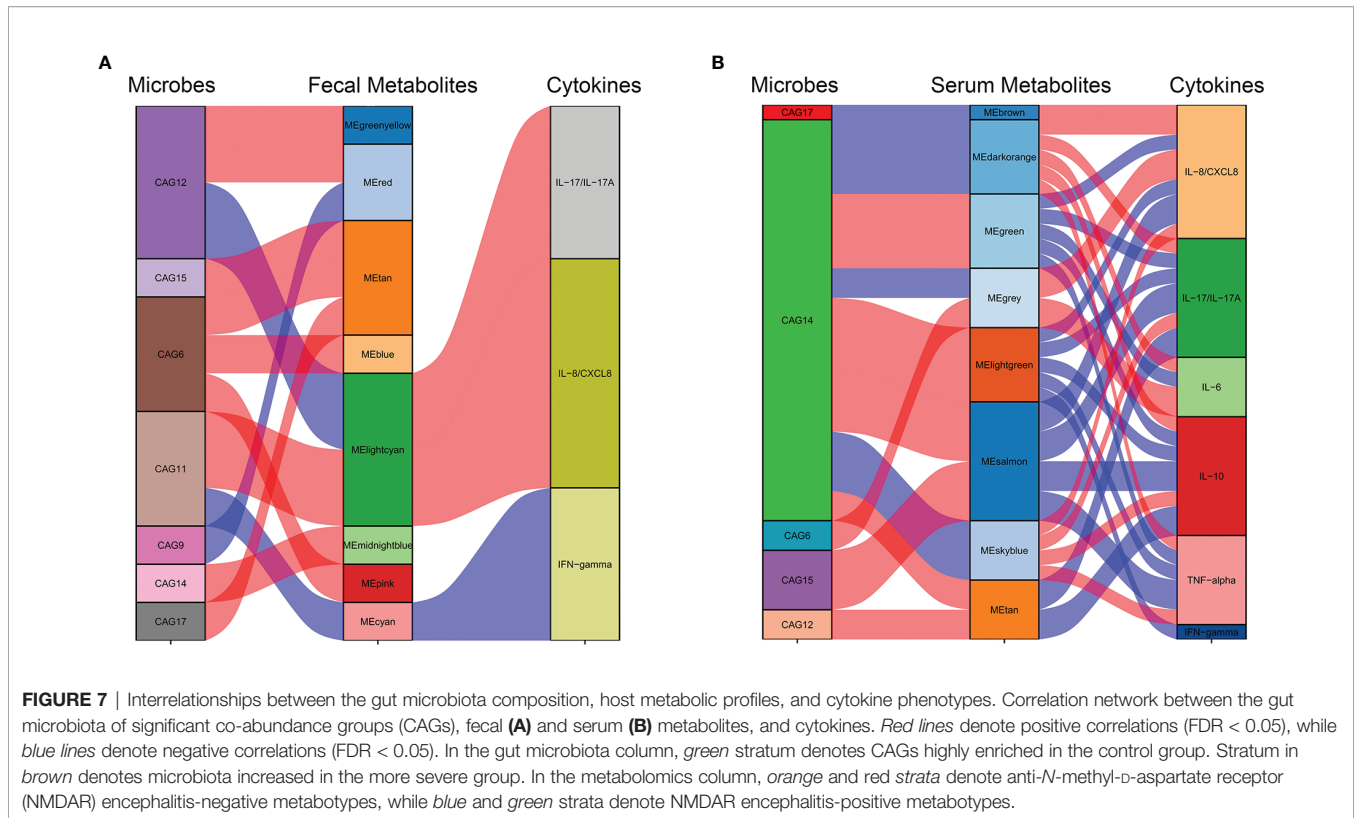 A
Microbes
Fecal Metabolites
Cytokines
CAG12
CAG15
CAG6
CAG11
CAG9
CAG14
CAG17
MEgreenyellow
MEred
MEtan
MEblue
MElightcyan
MEmidnightblue
MEpink
MEcyan
IL−17/IL−17A
IL−8/CXCL8
IFN−gamma
B
Microbes
Serum Metabolites
Cytokines
CAG17
CAG14
CAG6
CAG15
CAG12
MEbrown
MEdarkorange
MEgreen
MEgrey
MElightgreen
MEsalmon
MEskyblue
MEtan
IL−8/CXCL8
IL−17/IL−17A
IL−6
IL−10
TNF−alpha
IFN−gamma
FIGURE 7 | Interrelationships between the gut microbiota composition, host metabolic profiles, and cytokine phenotypes. Correlation network between the gut
microbiota of significant co-abundance groups (CAGs), fecal (A) and serum (B) metabolites, and cytokines. Red lines denote positive correlations (FDR < 0.05), while
blue lines denote negative correlations (FDR < 0.05). In the gut microbiota column, green stratum denotes CAGs highly enriched in the control group. Stratum in
brown denotes microbiota increased in the more severe group. In the metabolomics column, orange and red strata denote anti-N-methyl-D-aspartate receptor
(NMDAR) encephalitis-negative metabotypes, while blue and green strata denote NMDAR encephalitis-positive metabotypes.